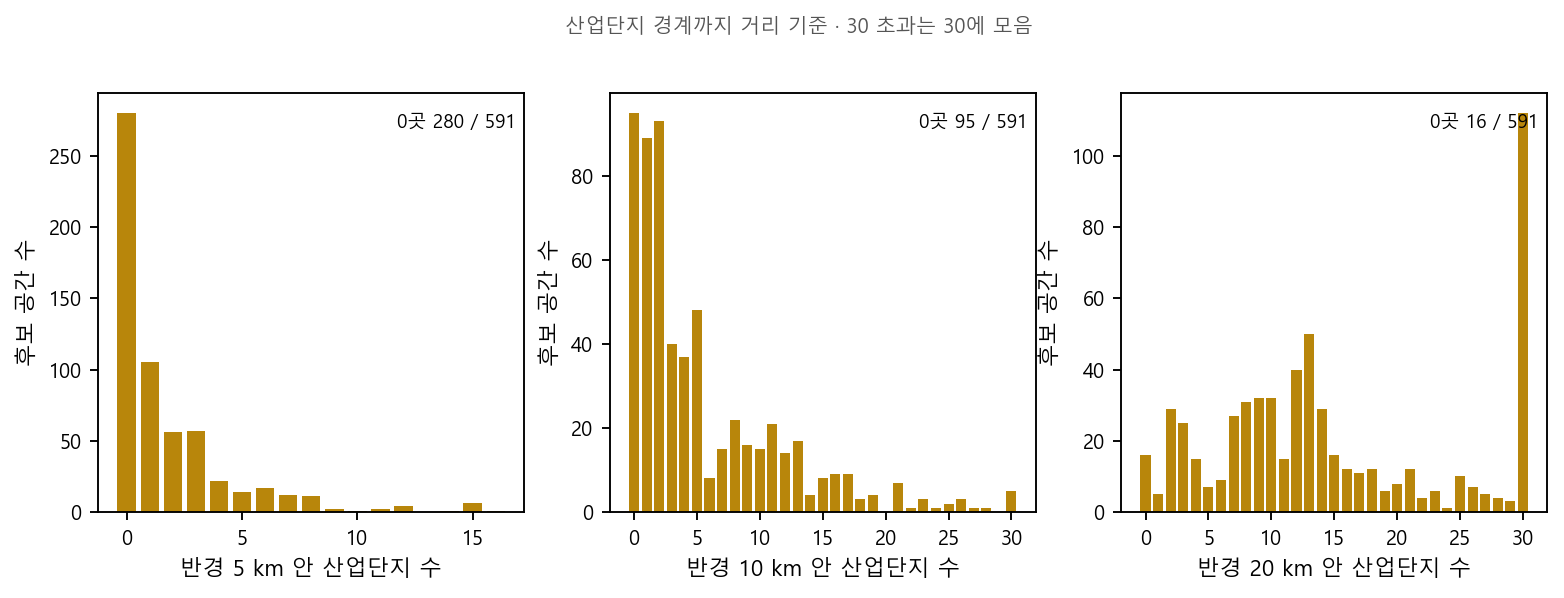 산업단지 경계까지 거리 기준 · 30 초과는 30에 모음
후보 공간 수
0
50
100
150
200
250
0곳 280 / 591
0 5 10 15
반경 5 km 안 산업단지 수
후보 공간 수
0
20
40
60
80
0곳 95 / 591
0 5 10 15 20 25 30
반경 10 km 안 산업단지 수
후보 공간 수
0
20
40
60
80
100
0곳 16 / 591
0 5 10 15 20 25 30
반경 20 km 안 산업단지 수